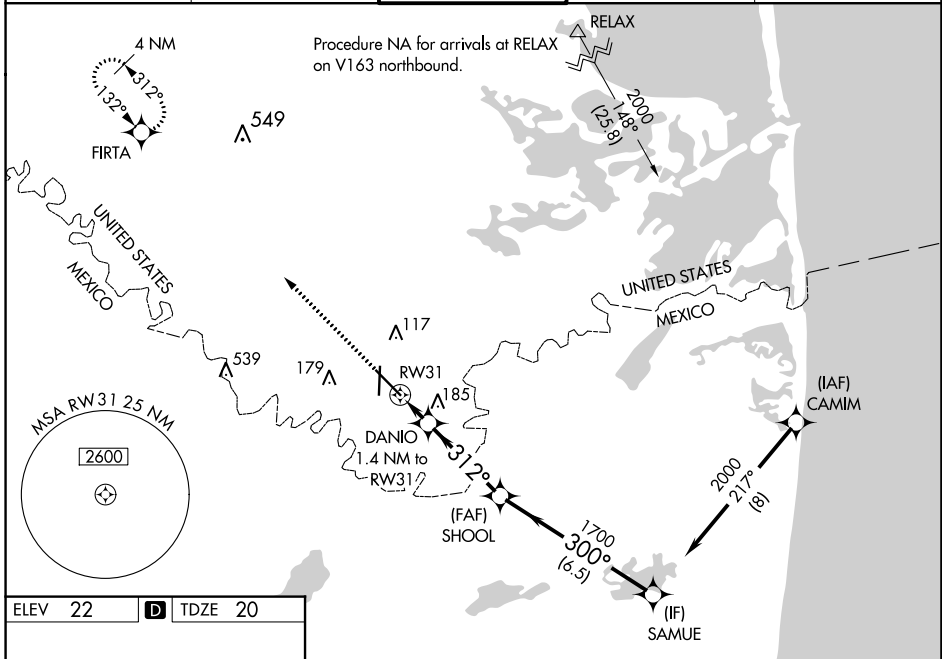 RELAX
4 NM
Procedure NA for arrivals at RELAX
on V163 northbound.
312°
132°
2000
148°
(25.8)
549
FIRTA
UNITED STATES
MEXICO
UNITED STATES
MEXICO
117
539
179
RW31
185
(IAF)
CAMIM
MSA RW31 25 NM
2600
DANIO
1.4 NM to
RW31
312°
2000
217°
(8)
(FAF)
SHOOL
1700
300°
(6.5)
(IF)
SAMUE
ELEV 22 D TDZE 20